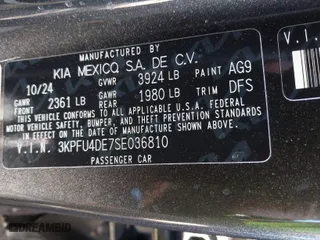 V.I.
KIA MEXICO, S.A. DE C.V.
10/24 GVWR 3924 LB PAINT AG9
GAWR FRONT 2361 LB GAWR REAR 1980 LB TRIM DFS
THIS VEHICLE CONFORMS TO ALL APPLICABLE U.S.
FEDERAL MOTOR VEHICLE SAFETY, BUMPER, AND THEFT
PREVENTION STANDARDS IN EFFECT ON THE DATE OF
MANUFACTURE SHOWN ABOVE.
V.I.N. 3KPFU4DE7SE036810
PASSENGER CAR
DREAMBID